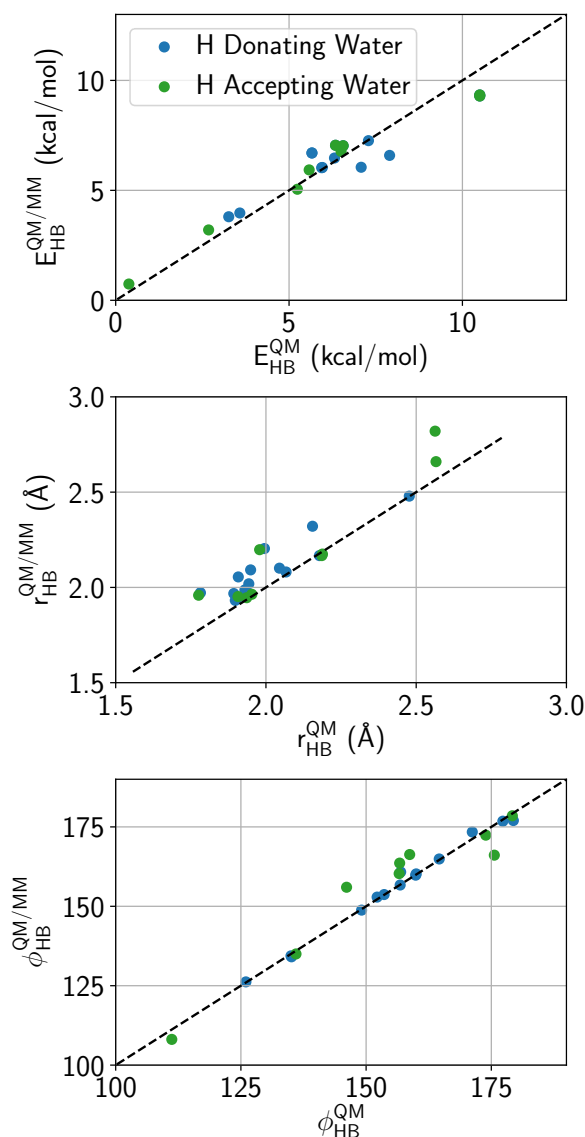 H Donating Water
H Accepting Water
10
5
0
E_HB^QM/MM (kcal/mol)
0 5 10
E_HB^QM (kcal/mol)
3.0
2.5
2.0
1.5
r_HB^QM/MM (Å)
1.5 2.0 2.5 3.0
r_HB^QM (Å)
175
150
125
100
ϕ_HB^QM/MM
100 125 150 175
ϕ_HB^QM